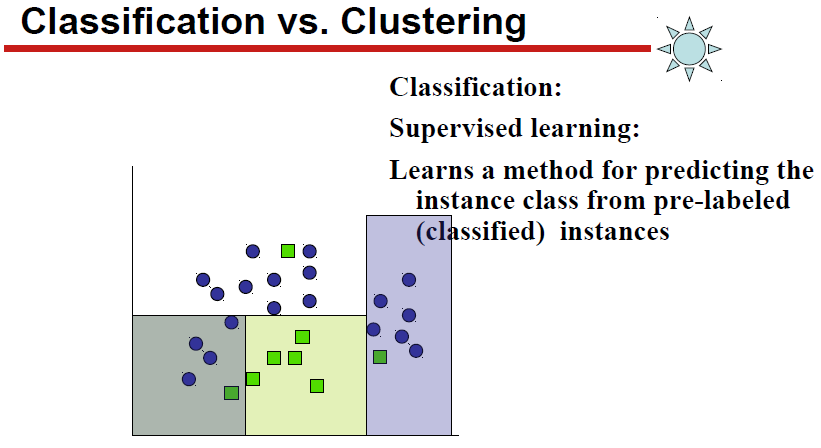 Classification vs. Clustering
Classification:
Supervised learning:
Learns a method for predicting the
instance class from pre-labeled
(classified) instances